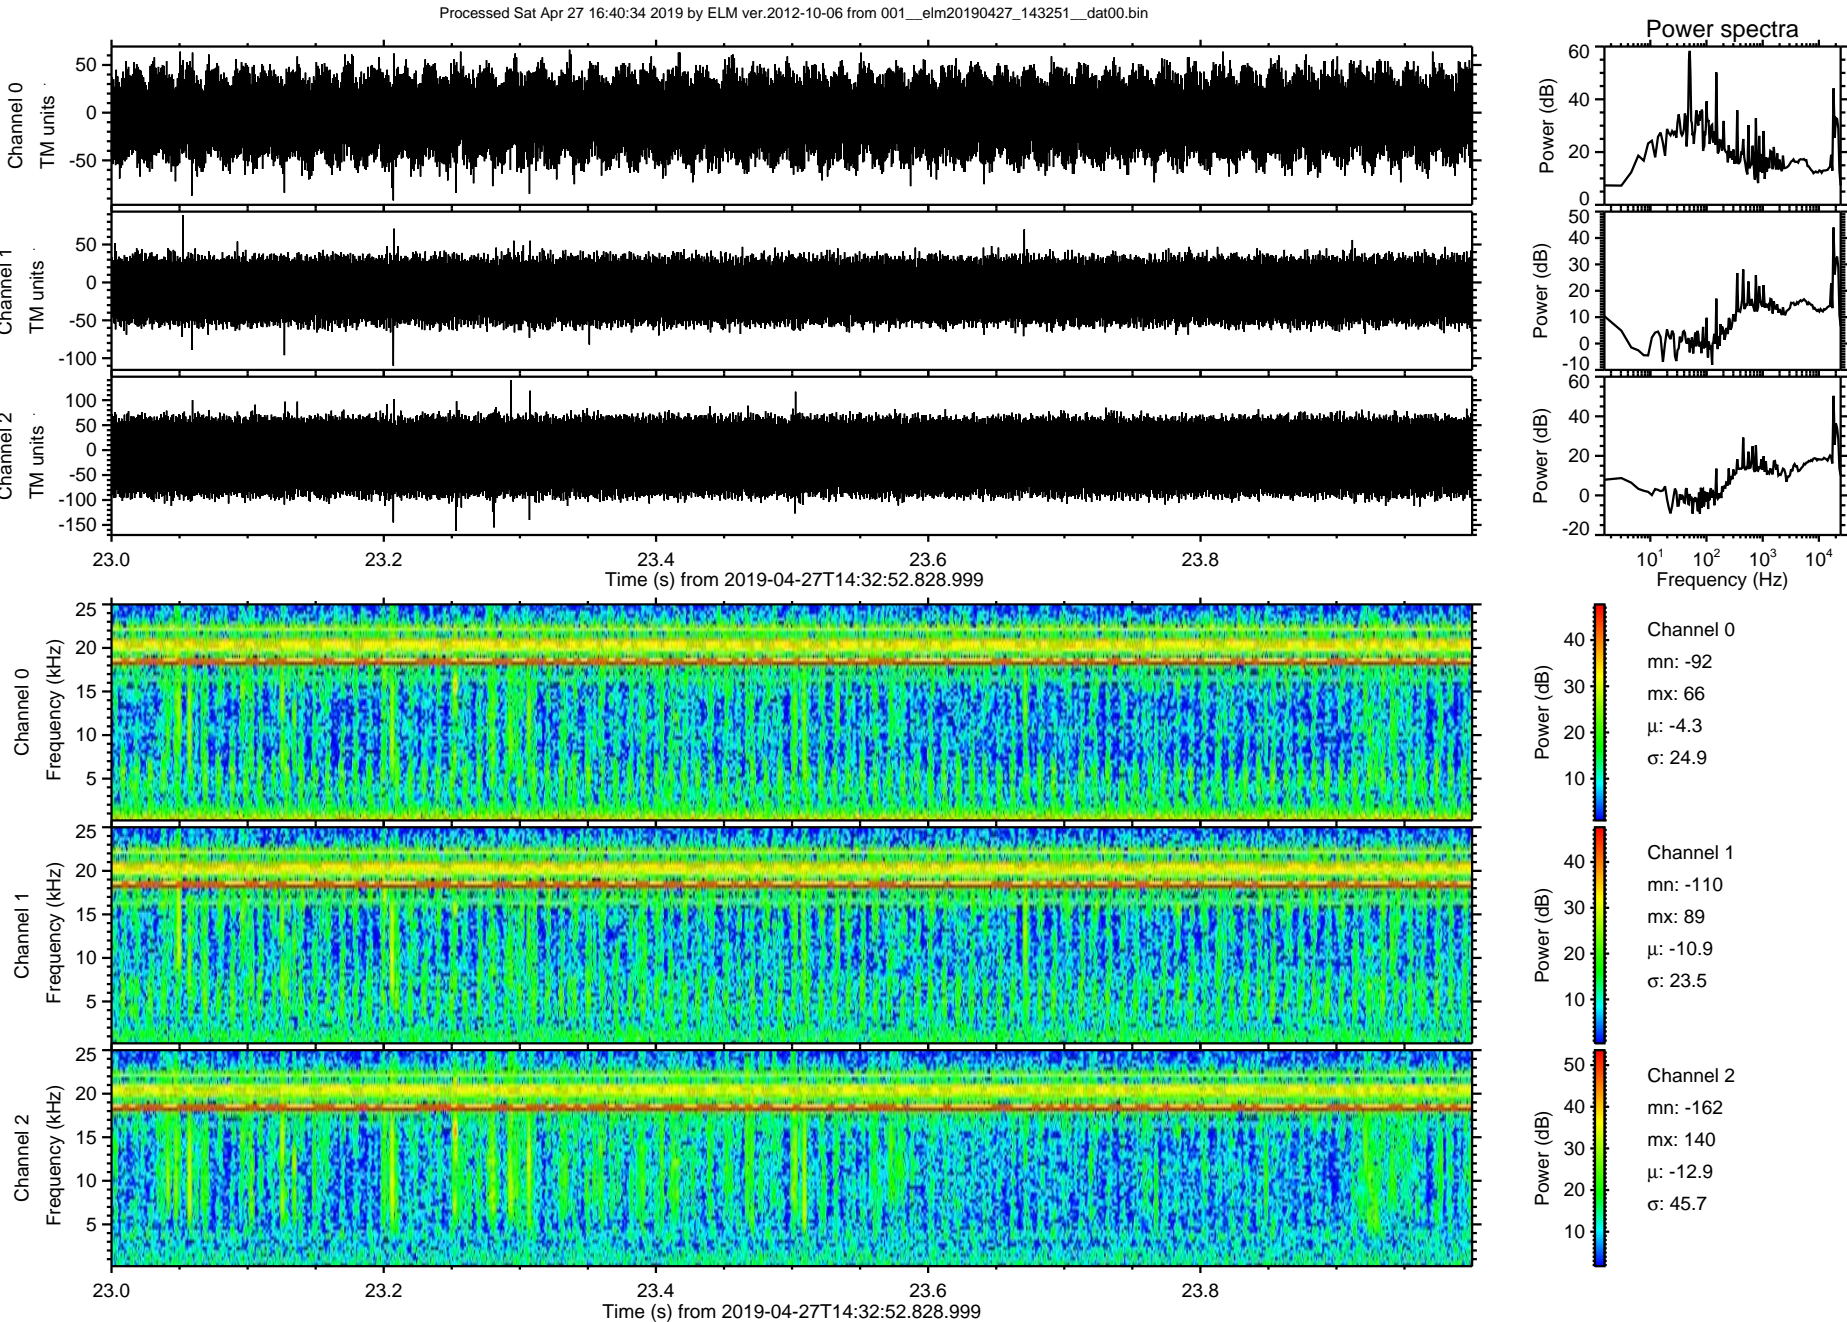 Processed Sat Apr 27 16:40:34 2019 by ELM ver.2012-10-06 from 001__elm20190427_143251__dat00.bin
Power spectra
Channel 0
TM units
50
0
-50
Power (dB)
60
40
20
0
Channel 1
TM units
50
0
-50
-100
Power (dB)
50
40
30
20
10
0
-10
Channel 2
TM units
100
50
0
-50
-100
-150
Power (dB)
60
40
20
0
-20
23.0 23.2 23.4 23.6 23.8
Time (s) from 2019-04-27T14:32:52.828.999
10^1 10^2 10^3 10^4
Frequency (Hz)
Channel 0
Frequency (kHz)
25
20
15
10
5
Power (dB)
40
30
20
10
Channel 0
mn: -92
mx: 66
μ: -4.3
σ: 24.9
Channel 1
Frequency (kHz)
25
20
15
10
5
Power (dB)
40
30
20
10
Channel 1
mn: -110
mx: 89
μ: -10.9
σ: 23.5
Channel 2
Frequency (kHz)
25
20
15
10
5
Power (dB)
50
40
30
20
10
Channel 2
mn: -162
mx: 140
μ: -12.9
σ: 45.7
23.0 23.2 23.4 23.6 23.8
Time (s) from 2019-04-27T14:32:52.828.999